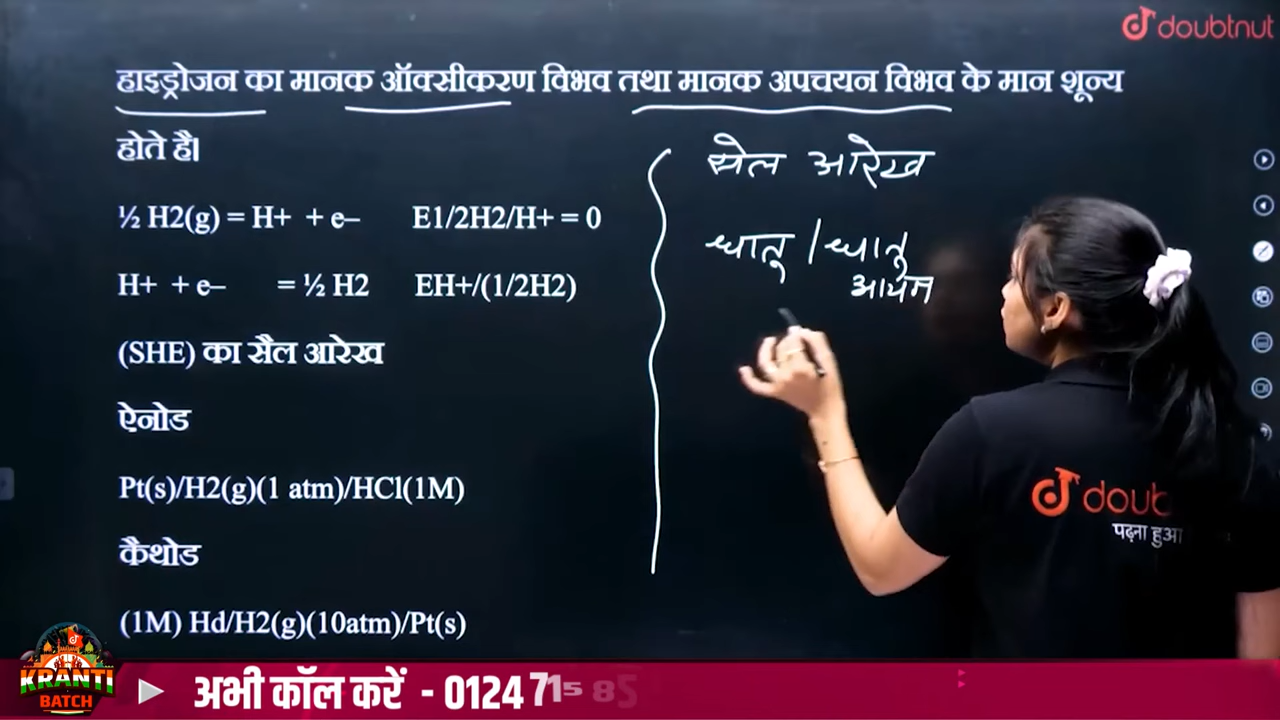 doubtnut
हाइड्रोजन का मानक ऑक्सीकरण विभव तथा मानक अपचयन विभव के मान शून्य
होते है।
½ H2(g) = H+ + e– E1/2H2/H+ = 0
H+ + e– = ½ H2 EH+/(1/2H2)
(SHE) का सैल आरेख
ऐनोड
Pt(s)/H2(g)(1 atm)/HCl(1M)
कैथोड
(1M) Hd/H2(g)(10atm)/Pt(s)
सेल आरेख
धातु / धातु
आयन
doubt
पढ़ना हुआ
KRANTI
BATCH
अभी कॉल करें - 0124 715 85